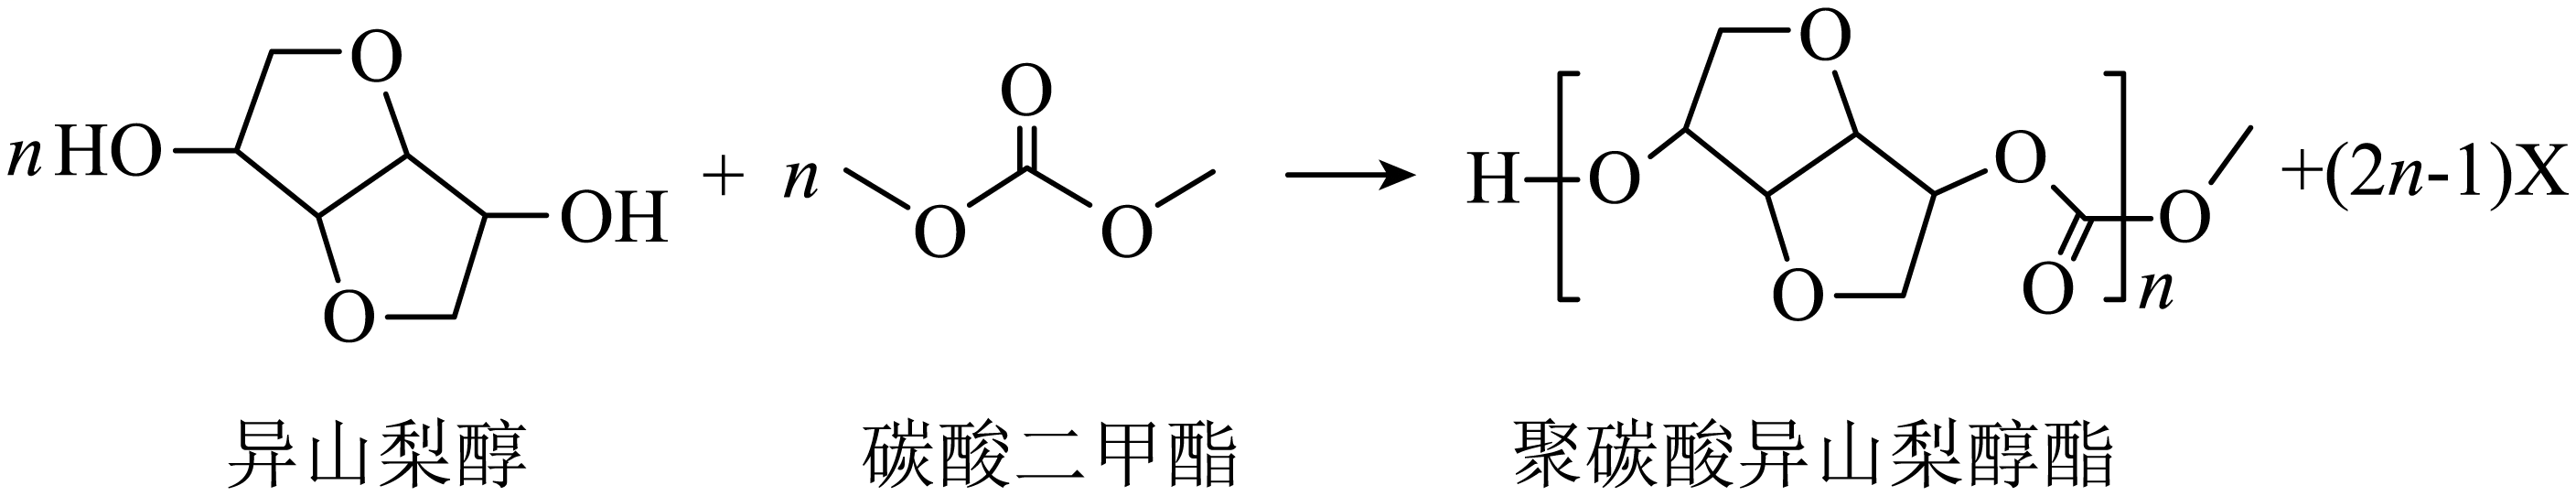 n HO O O OH + n O O O → H O O O O O n O +(2n-1)X
异山梨醇 碳酸二甲酯 聚碳酸异山梨醇酯